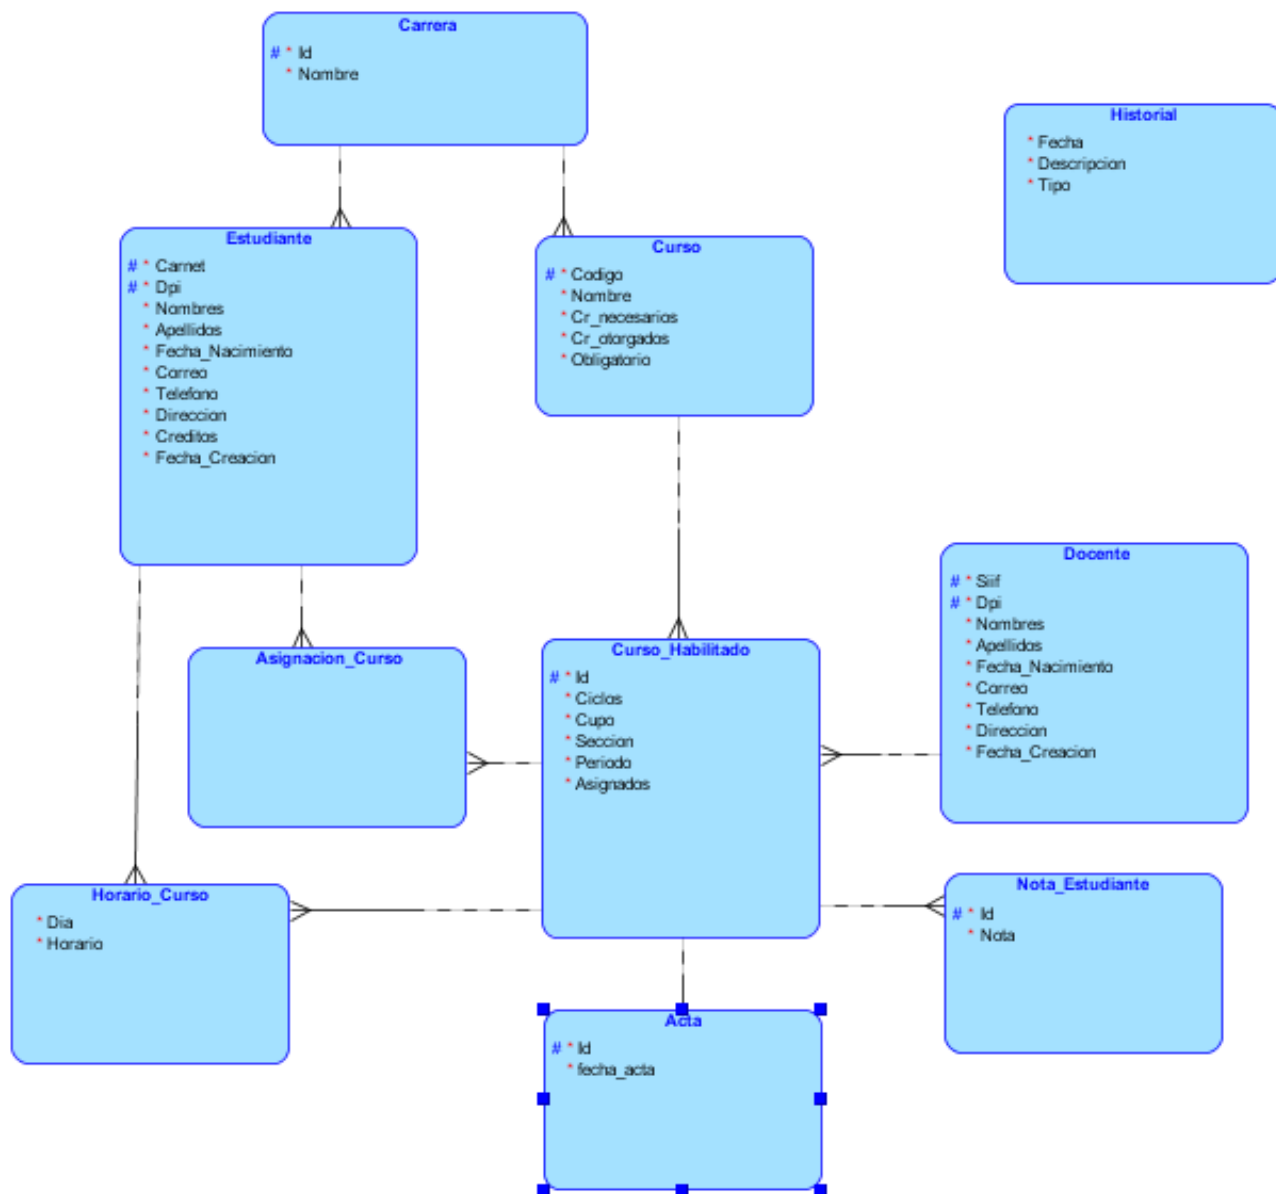 Carrera
# * Id
* Nombre
Historial
* Fecha
* Descripcion
* Tipo
Estudiante
# * Carnet
# * Dpi
* Nombres
* Apellidos
* Fecha_Nacimiento
* Correo
* Telefono
* Direccion
* Creditos
* Fecha_Creacion
Curso
# * Codigo
* Nombre
* Cr_necesarios
* Cr_otorgados
* Obligatorio
Docente
# * Siif
# * Dpi
* Nombres
* Apellidos
* Fecha_Nacimiento
* Correo
* Telefono
* Direccion
* Fecha_Creacion
Asignacion_Curso
Curso_Habilitado
# * Id
* Ciclos
* Cupo
* Seccion
* Periodo
* Asignados
Horario_Curso
* Dia
* Horario
Nota_Estudiante
# * Id
* Nota
Acta
# * Id
* fecha_acta